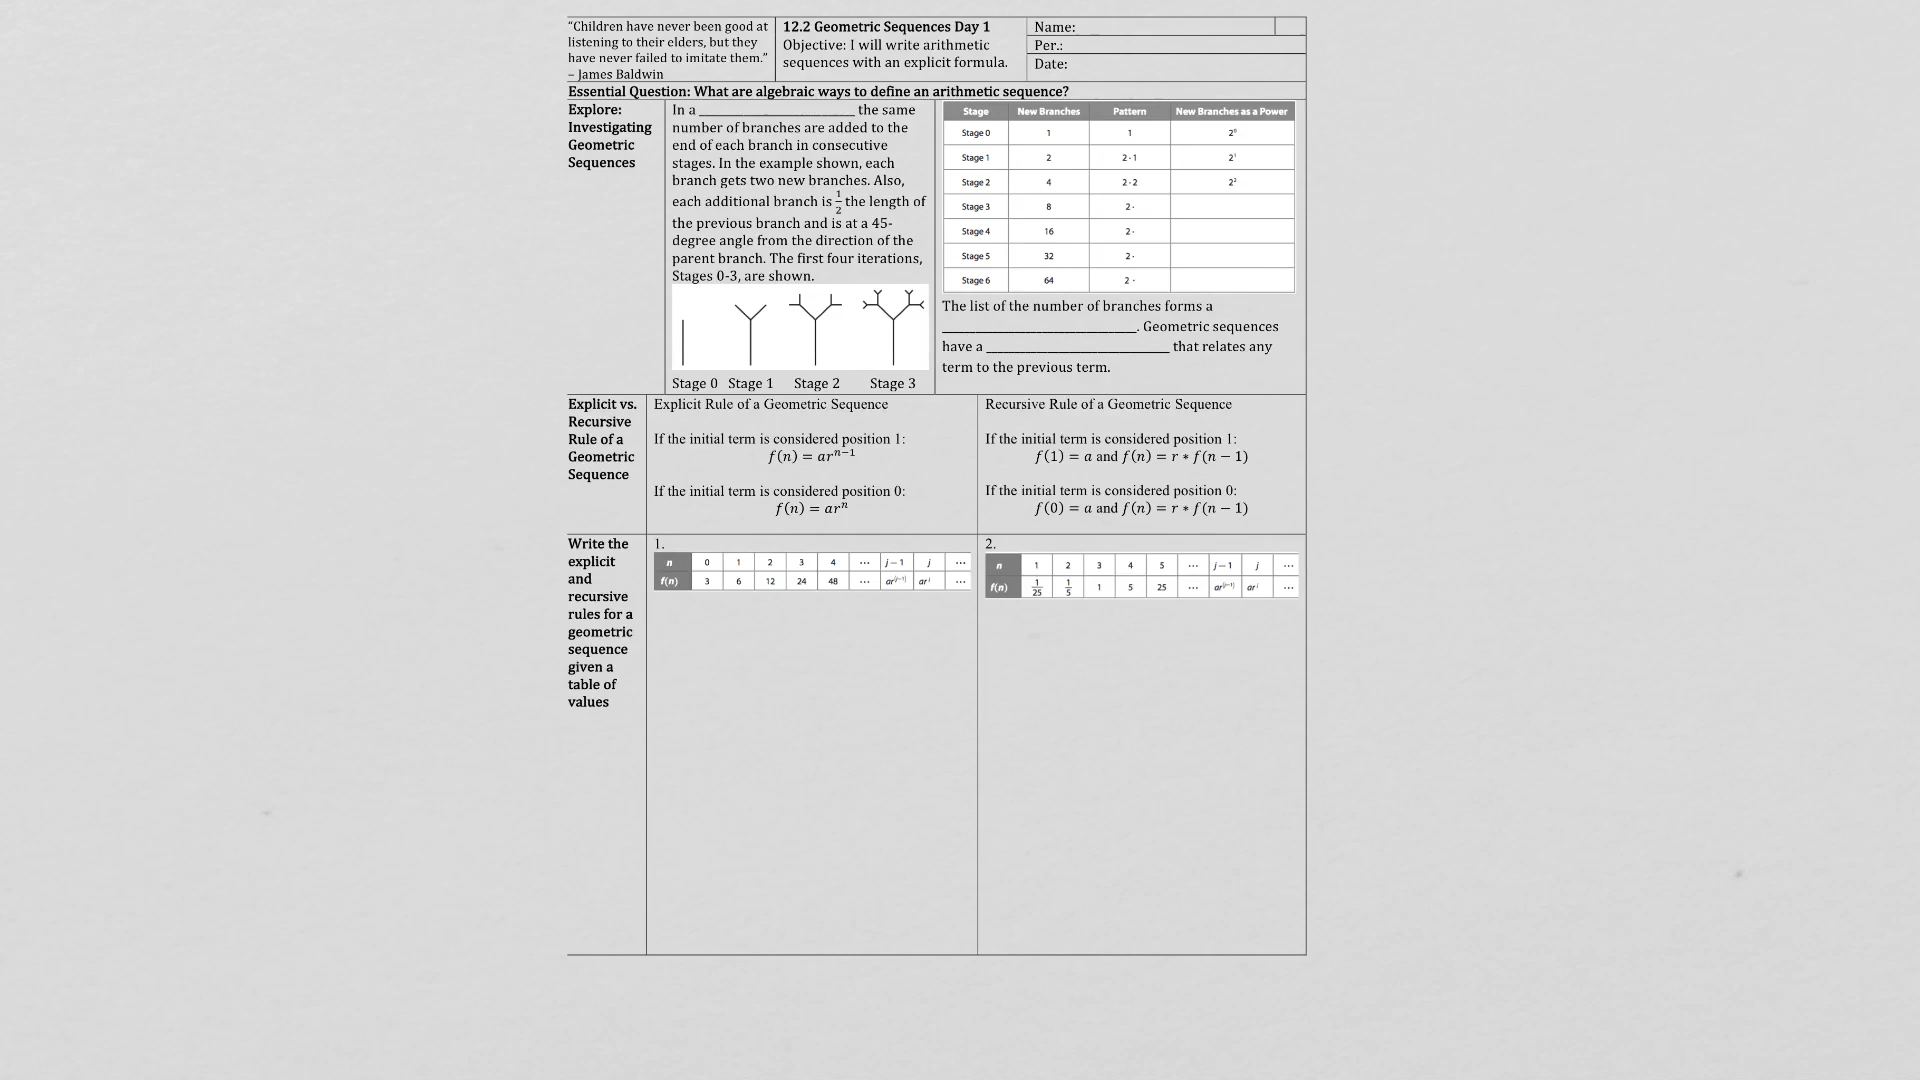 “Children have never been good at
listening to their elders, but they
have never failed to imitate them.”
– James Baldwin
12.2 Geometric Sequences Day 1
Objective: I will write arithmetic
sequences with an explicit formula.
Name:
Per.:
Date:
Essential Question: What are algebraic ways to define an arithmetic sequence?
Explore:
Investigating
Geometric
Sequences
In a ______________________ the same
number of branches are added to the
end of each branch in consecutive
stages. In the example shown, each
branch gets two new branches. Also,
each additional branch is 1/2 the length of
the previous branch and is at a 45-
degree angle from the direction of the
parent branch. The first four iterations,
Stages 0-3, are shown.
Stage 0 Stage 1 Stage 2 Stage 3
Stage New Branches Pattern New Branches as a Power
Stage 0 1 1 2⁰
Stage 1 2 2 · 1 2¹
Stage 2 4 2 · 2 2²
Stage 3 8 2 ·
Stage 4 16 2 ·
Stage 5 32 2 ·
Stage 6 64 2 ·
The list of the number of branches forms a
____________________________. Geometric sequences
have a __________________________ that relates any
term to the previous term.
Explicit vs.
Recursive
Rule of a
Geometric
Sequence
Explicit Rule of a Geometric Sequence
If the initial term is considered position 1:
f(n) = arⁿ⁻¹
If the initial term is considered position 0:
f(n) = arⁿ
Recursive Rule of a Geometric Sequence
If the initial term is considered position 1:
f(1) = a and f(n) = r ∗ f(n − 1)
If the initial term is considered position 0:
f(0) = a and f(n) = r ∗ f(n − 1)
Write the
explicit
and
recursive
rules for a
geometric
sequence
given a
table of
values
1.
n 0 1 2 3 4 ⋯ j − 1 j ⋯
f(n) 3 6 12 24 48 ⋯ ar^(j−1) ar^j ⋯
2.
n 1 2 3 4 5 ⋯ j − 1 j ⋯
f(n) 1/25 1/5 1 5 25 ⋯ ar^(j−1) ar^j ⋯